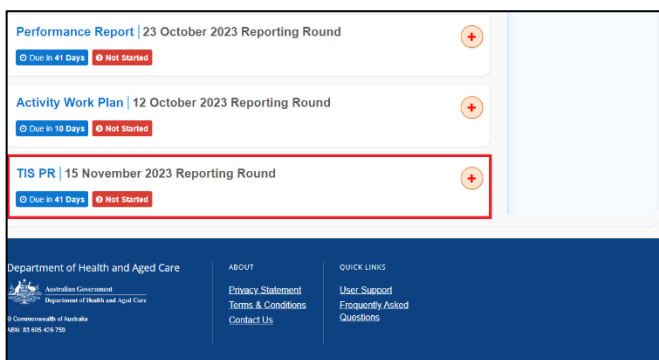 Performance Report | 23 October 2023 Reporting Round
Due in 41 Days Not Started
Activity Work Plan | 12 October 2023 Reporting Round
Due in 10 Days Not Started
TIS PR | 15 November 2023 Reporting Round
Due in 41 Days Not Started
Department of Health and Aged Care
Australian Government
Department of Health and Aged Care
© Commonwealth of Australia
ABN: 83 605 426 759
ABOUT
Privacy Statement
Terms & Conditions
Contact Us
QUICK LINKS
User Support
Frequently Asked
Questions